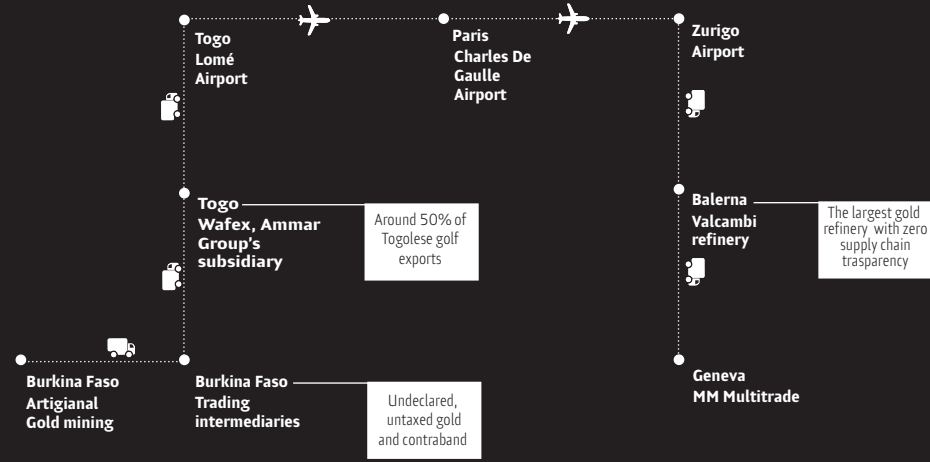 Togo
Lomé
Airport
Paris
Charles De
Gaulle
Airport
Zurigo
Airport
Togo
Wafex, Ammar
Group's
subsidiary
Around 50% of
Togolese golf
exports
Balerna
Valcambi
refinery
The largest gold
refinery with zero
supply chain
trasparency
Burkina Faso
Artigianal
Gold mining
Burkina Faso
Trading
intermediaries
Undeclared,
untaxed gold
and contraband
Geneva
MM Multitrade